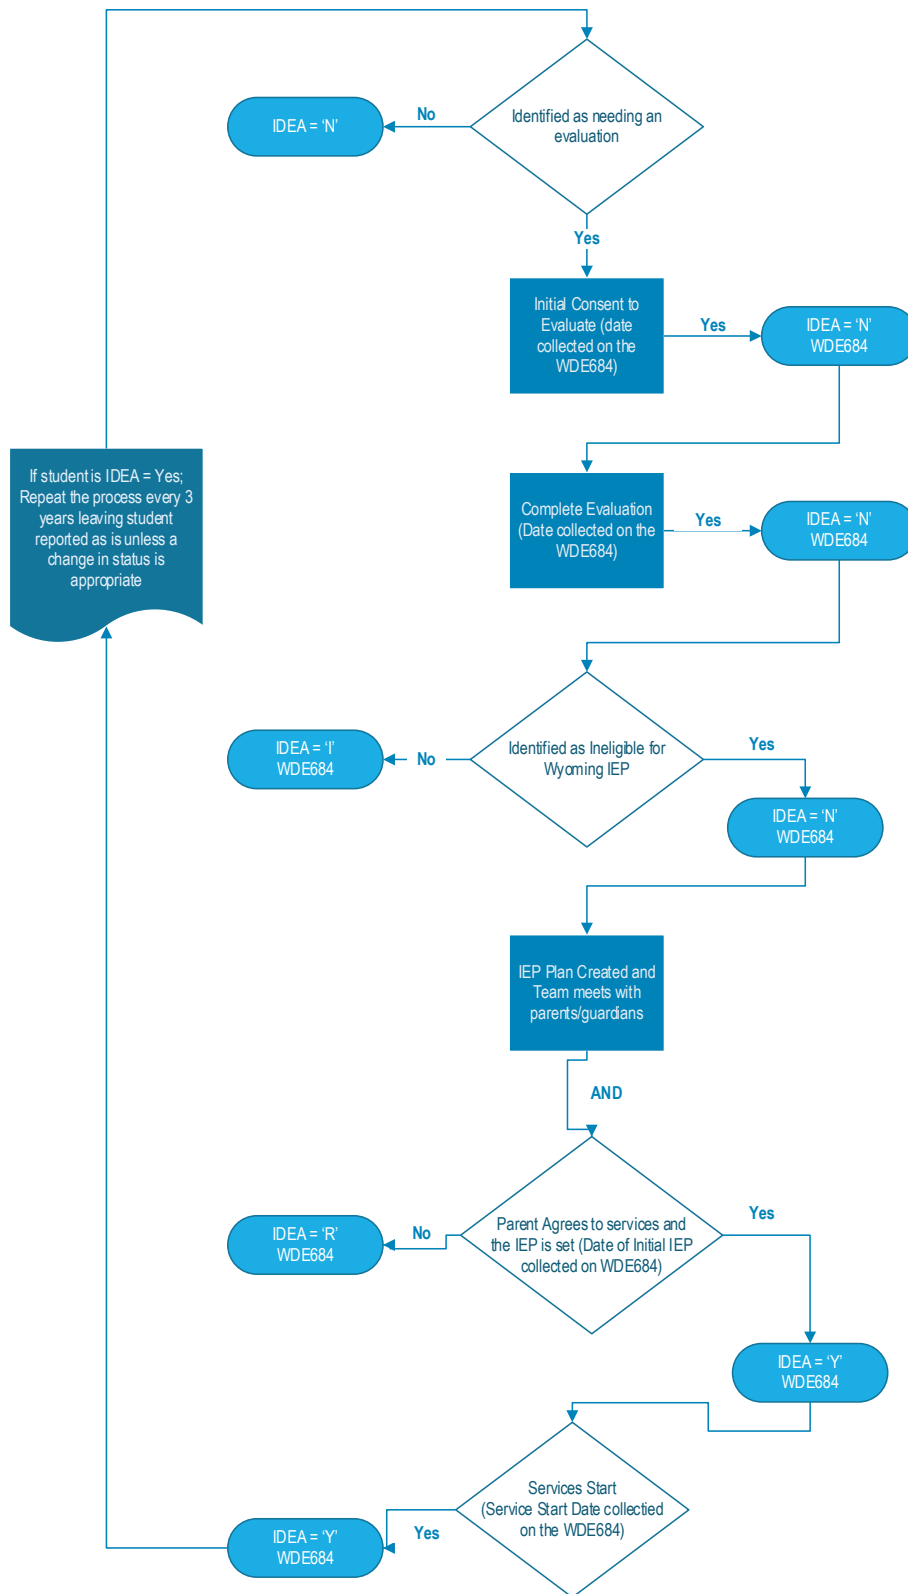 Identified as needing an
evaluation
No
IDEA = ‘N’
Yes
Initial Consent to
Evaluate (date
collected on the
WDE684)
Yes
IDEA = ‘N’
WDE684
If student is IDEA = Yes;
Repeat the process every 3
years leaving student
reported as is unless a
change in status is
appropriate
Complete Evaluation
(Date collected on the
WDE684)
Yes
IDEA = ‘N’
WDE684
Identified as Ineligible for
Wyoming IEP
No
IDEA = ‘I’
WDE684
Yes
IDEA = ‘N’
WDE684
IEP Plan Created and
Team meets with
parents/guardians
AND
Parent Agrees to services and
the IEP is set (Date of Initial IEP
collected on WDE684)
No
IDEA = ‘R’
WDE684
Yes
IDEA = ‘Y’
WDE684
Services Start
(Service Start Date collectied
on the WDE684)
Yes
IDEA = ‘Y’
WDE684